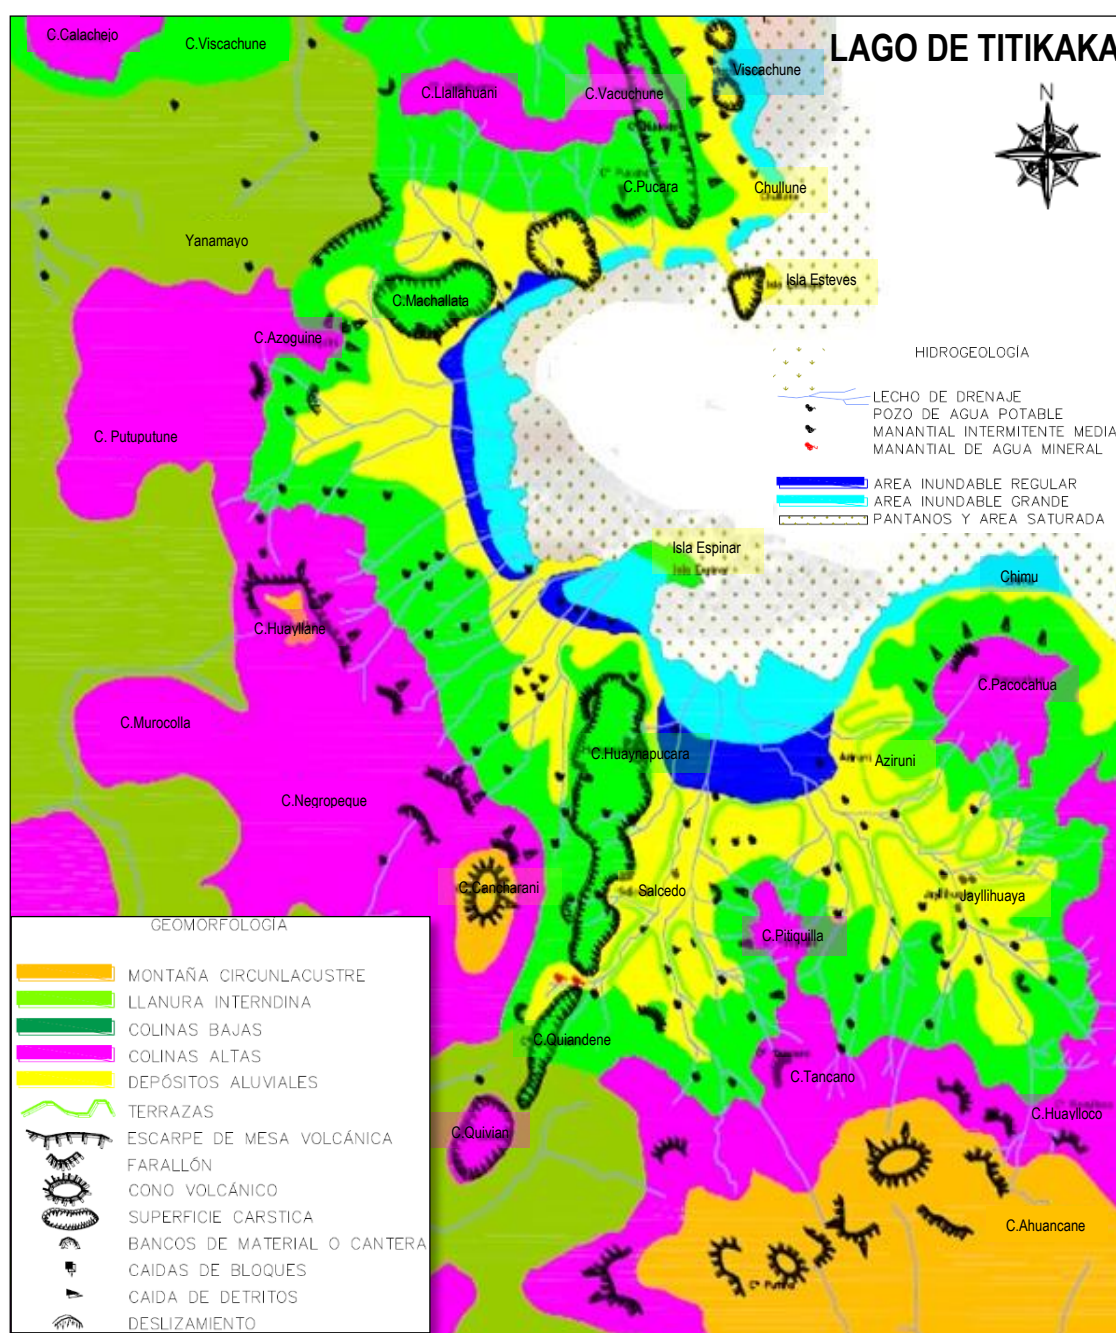 LAGO DE TITIKAKA
N
C.Calachejo
C.Viscachune
Viscachune
C.Llallahuani
C.Vacuchune
C.Pucara
Chullune
Yanamayo
Isla Esteves
C.Machallata
C.Azoguine
C. Putuputune
HIDROGEOLOGÍA
LECHO DE DRENAJE
POZO DE AGUA POTABLE
MANANTIAL INTERMITENTE MEDIA
MANANTIAL DE AGUA MINERAL
AREA INUNDABLE REGULAR
AREA INUNDABLE GRANDE
PANTANOS Y AREA SATURADA
Isla Espinar
Isla Espinar
Chimu
C.Huayllane
C.Pacocahua
C.Murocolla
C.Huaynapucara
Aziruni
Aziruni
C.Negropeque
C.Cancharani
Salcedo
Jayllihuaya
C.Pitiquilla
C.Quiandene
C.Tancano
C.Huaylloco
C.Quivian
C.Ahuancane
GEOMORFOLOGÍA
MONTAÑA CIRCUNLACUSTRE
LLANURA INTERNDINA
COLINAS BAJAS
COLINAS ALTAS
DEPÓSITOS ALUVIALES
TERRAZAS
ESCARPE DE MESA VOLCÁNICA
FARALLÓN
CONO VOLCÁNICO
SUPERFICIE CARSTICA
BANCOS DE MATERIAL O CANTERA
CAIDAS DE BLOQUES
CAIDA DE DETRITOS
DESLIZAMIENTO